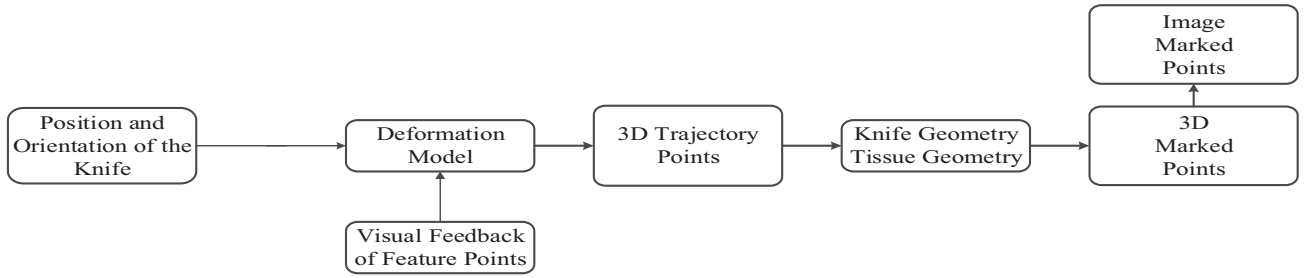 Position and
Orientation of the
Knife
Deformation
Model
Visual Feedback
of Feature Points
3D Trajectory
Points
Knife Geometry
Tissue Geometry
3D
Marked
Points
Image
Marked
Points